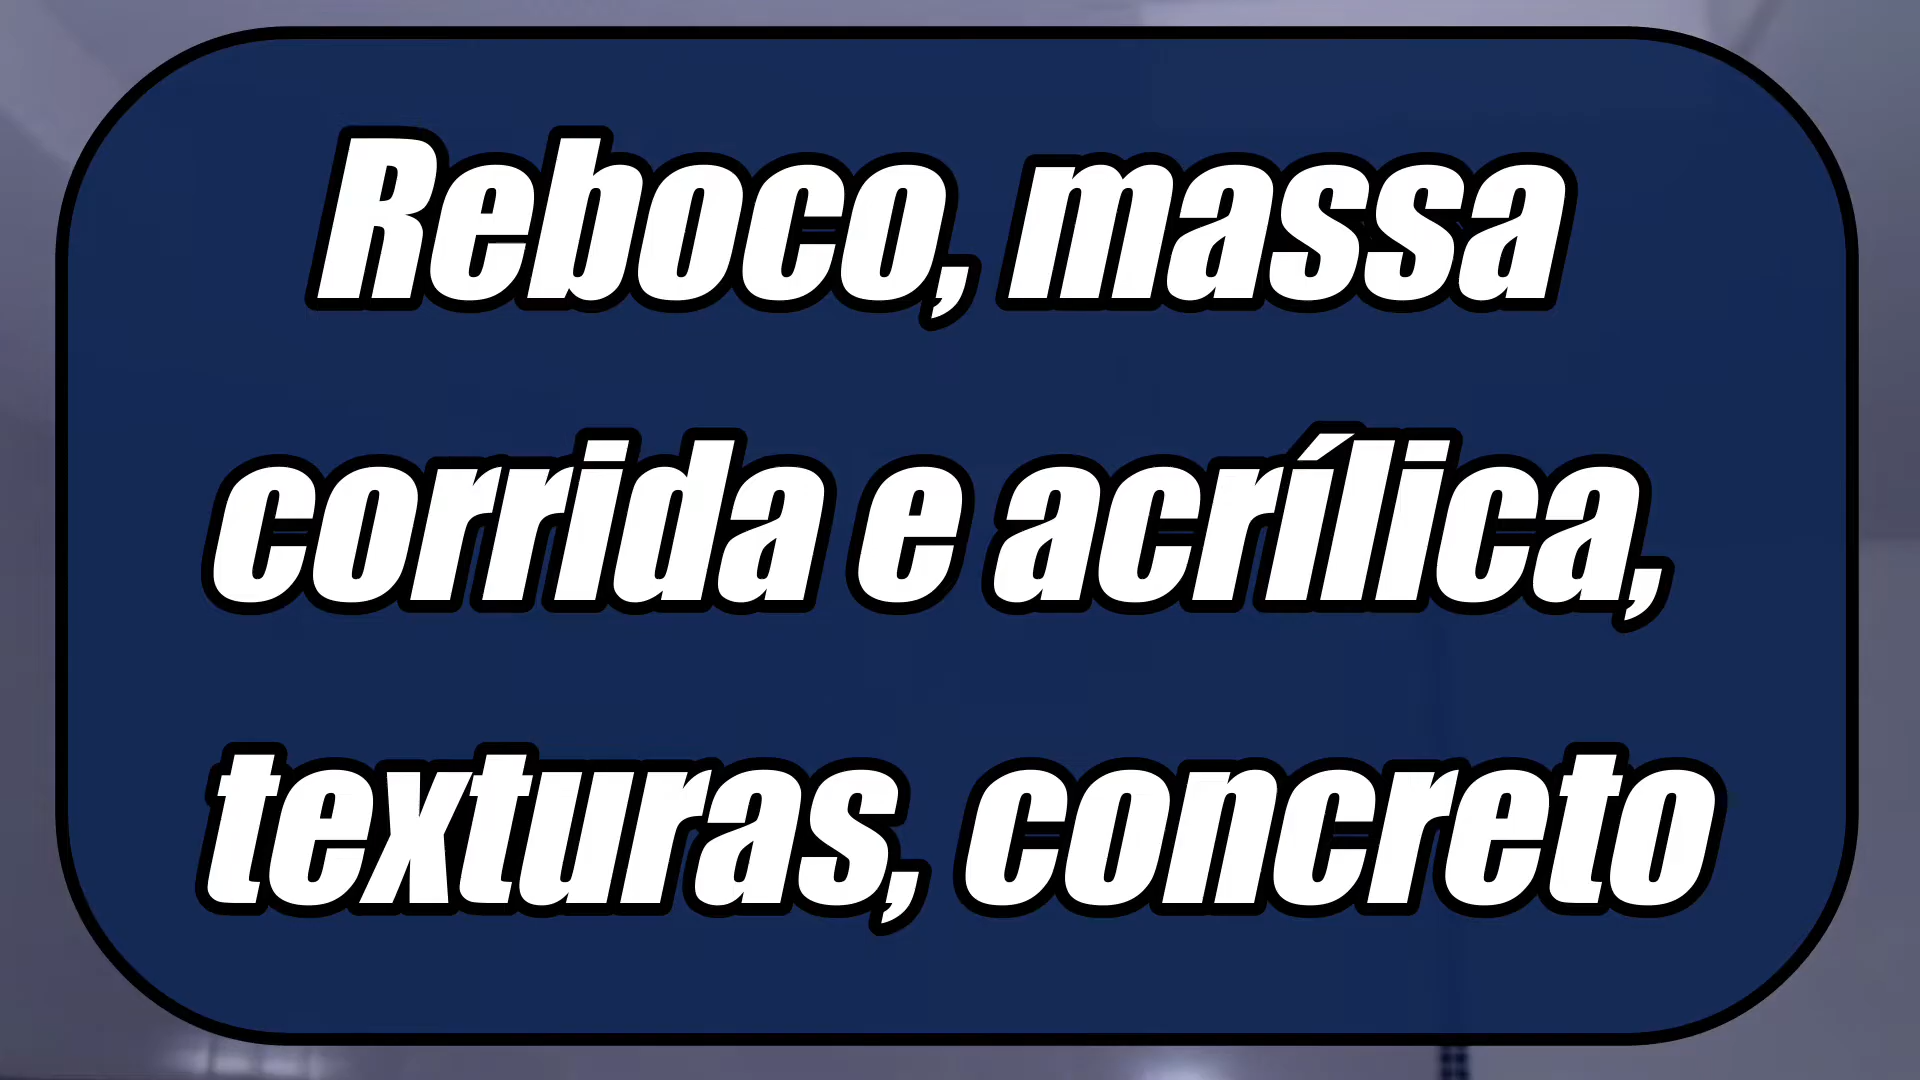 Reboco, massa
corrida e acrílica,
texturas, concreto